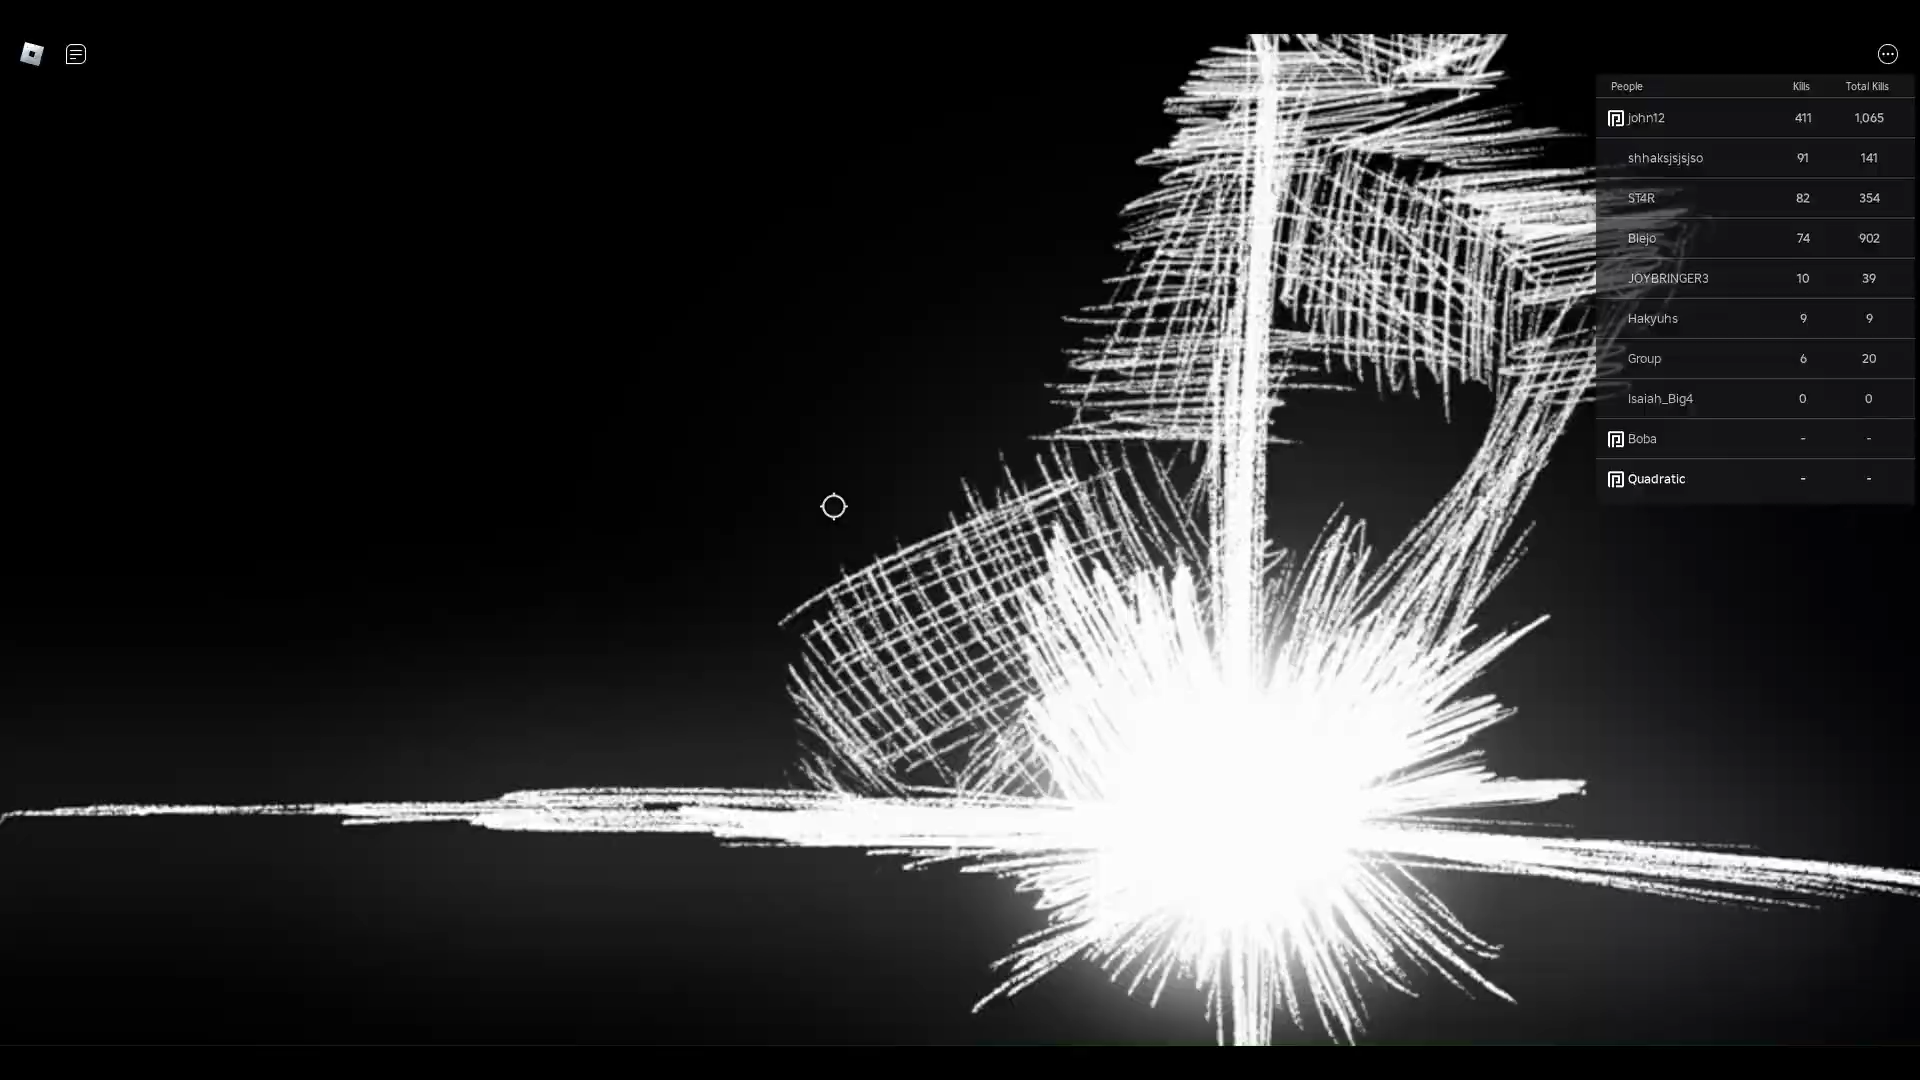 People Kills Total Kills
john12 411 1,065
shhaksjsjsjso 91 141
ST4R 82 354
Blejo 74 902
JOYBRINGER3 10 39
Hakyuhs 9 9
Group 6 20
Isaiah_Big4 0 0
Boba - -
Quadratic - -